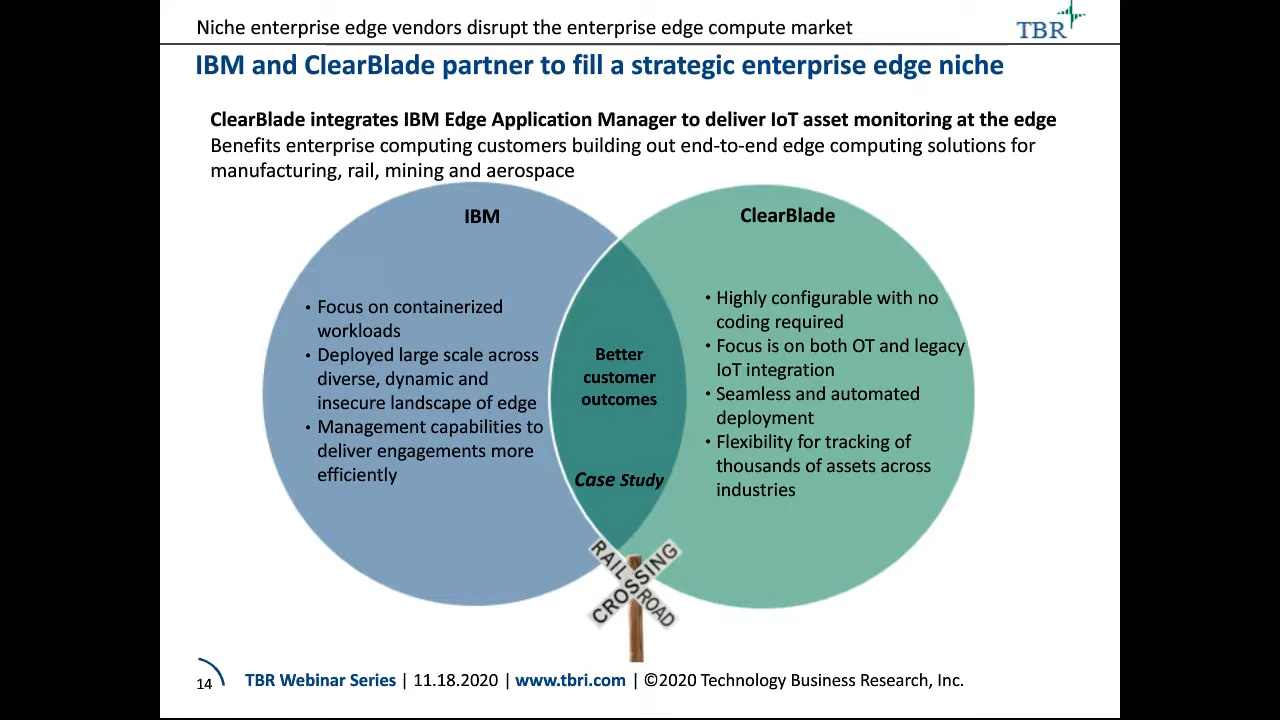 Niche enterprise edge vendors disrupt the enterprise edge compute market
TBR
IBM and ClearBlade partner to fill a strategic enterprise edge niche
ClearBlade integrates IBM Edge Application Manager to deliver IoT asset monitoring at the edge
Benefits enterprise computing customers building out end-to-end edge computing solutions for
manufacturing, rail, mining and aerospace
IBM
• Focus on containerized
workloads
• Deployed large scale across
diverse, dynamic and
insecure landscape of edge
• Management capabilities to
deliver engagements more
efficiently
Better
customer
outcomes
Case Study
ClearBlade
• Highly configurable with no
coding required
• Focus is on both OT and legacy
IoT integration
• Seamless and automated
deployment
• Flexibility for tracking of
thousands of assets across
industries
RAILROAD
CROSSING
14
TBR Webinar Series | 11.18.2020 | www.tbri.com | ©2020 Technology Business Research, Inc.